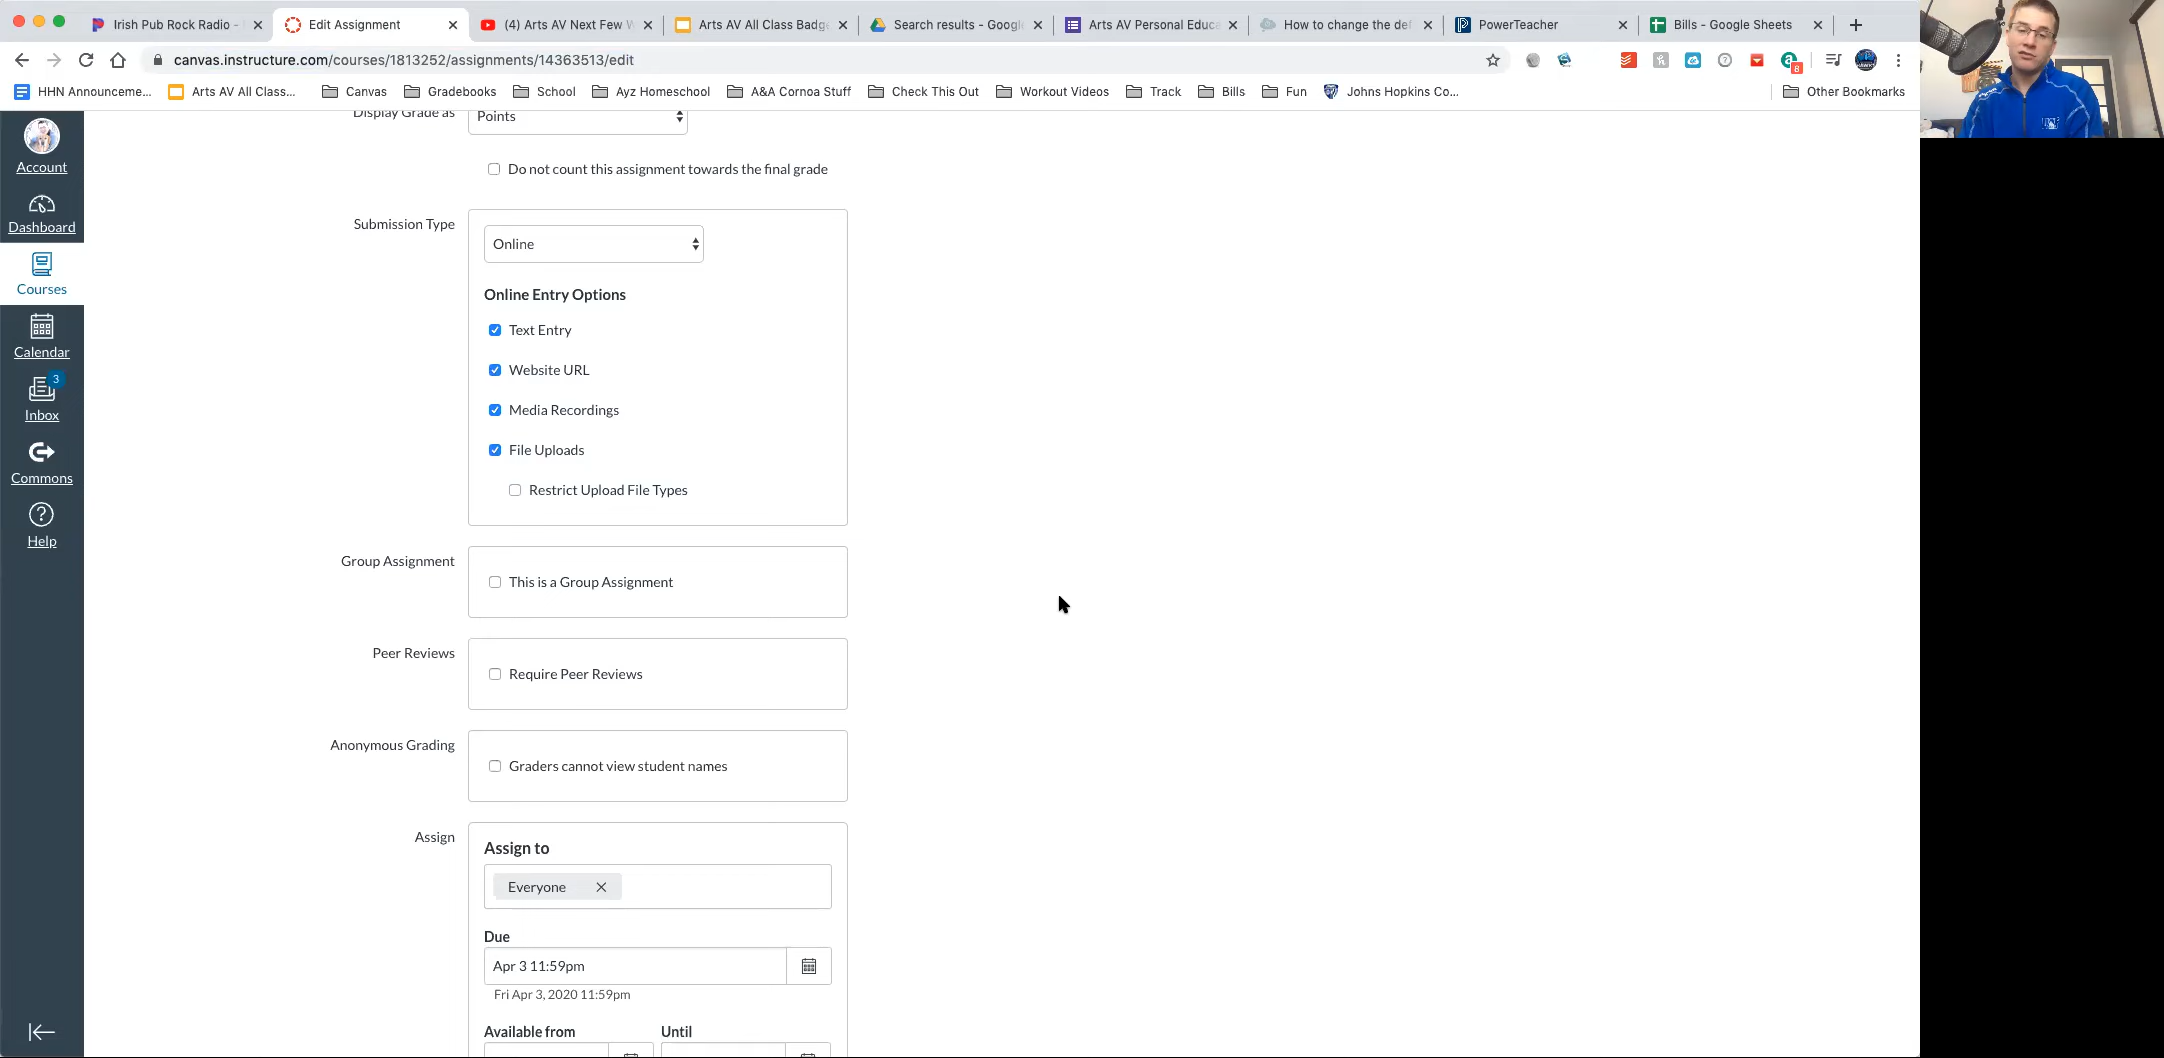 Irish Pub Rock Radio -
Edit Assignment
(4) Arts AV Next Few W
Arts AV All Class Badge
Search results - Google
Arts AV Personal Educa
How to change the def
PowerTeacher
Bills - Google Sheets
canvas.instructure.com/courses/1813252/assignments/14363513/edit
8
HHN Announceme...
Arts AV All Class...
Canvas
Gradebooks
School
Ayz Homeschool
A&A Cornoa Stuff
Check This Out
Workout Videos
Track
Bills
Fun
Johns Hopkins Co...
Other Bookmarks
Account
Dashboard
Courses
Calendar
3
Inbox
Commons
Help
Display Grade as
Points
Do not count this assignment towards the final grade
Submission Type
Online
Online Entry Options
Text Entry
Website URL
Media Recordings
File Uploads
Restrict Upload File Types
Group Assignment
This is a Group Assignment
Peer Reviews
Require Peer Reviews
Anonymous Grading
Graders cannot view student names
Assign
Assign to
Everyone
Due
Apr 3 11:59pm
Fri Apr 3, 2020 11:59pm
Available from
Until